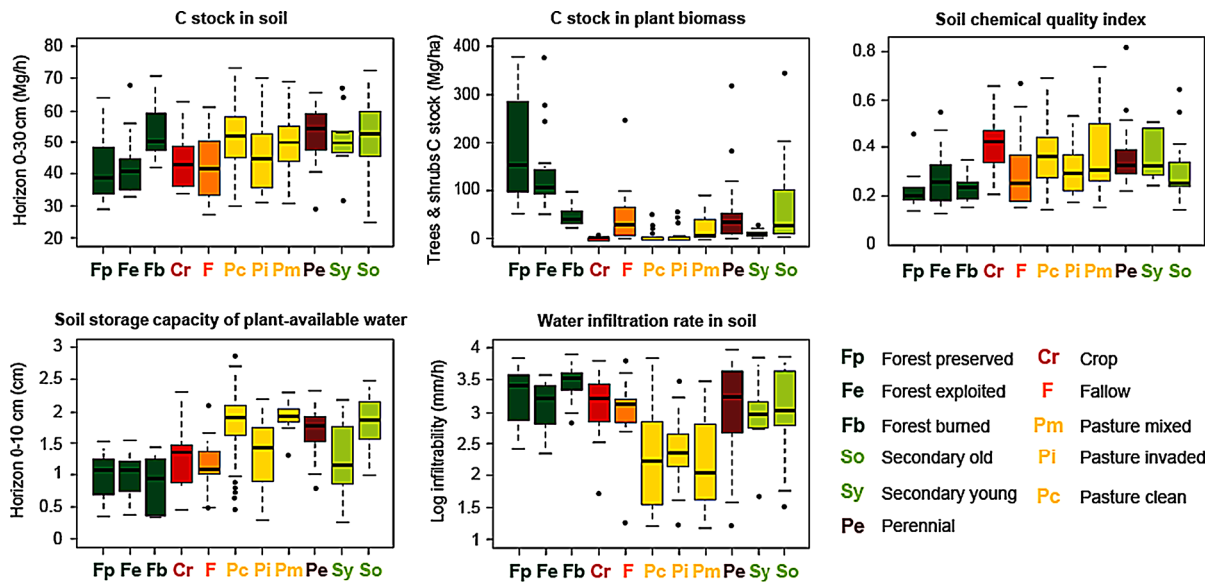 C stock in soil
Horizon 0-30 cm (Mg/h)
80
70
60
50
40
30
20
Fp Fe Fb Cr F Pc Pi Pm Pe Sy So
C stock in plant biomass
Trees & shrubs C stock (Mg/ha)
400
300
200
100
0
Fp Fe Fb Cr F Pc Pi Pm Pe Sy So
Soil chemical quality index
0.8
0.6
0.4
0.2
0
Fp Fe Fb Cr F Pc Pi Pm Pe Sy So
Soil storage capacity of plant-available water
Horizon 0-10 cm (cm)
3
2.5
2
1.5
1
0.5
0
Fp Fe Fb Cr F Pc Pi Pm Pe Sy So
Water infiltration rate in soil
Log infiltrability (mm/h)
4
3.5
3
2.5
2
1.5
1
Fp Fe Fb Cr F Pc Pi Pm Pe Sy So
Fp Forest preserved
Fe Forest exploited
Fb Forest burned
So Secondary old
Sy Secondary young
Pe Perennial
Cr Crop
F Fallow
Pm Pasture mixed
Pi Pasture invaded
Pc Pasture clean